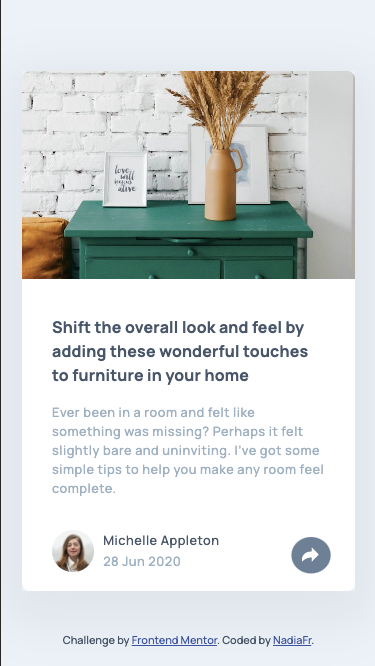 love
will
keep us
alive
Shift the overall look and feel by
adding these wonderful touches
to furniture in your home
Ever been in a room and felt like
something was missing? Perhaps it felt
slightly bare and uninviting. I've got some
simple tips to help you make any room feel
complete.
Michelle Appleton
28 Jun 2020
Challenge by Frontend Mentor. Coded by NadiaFr.